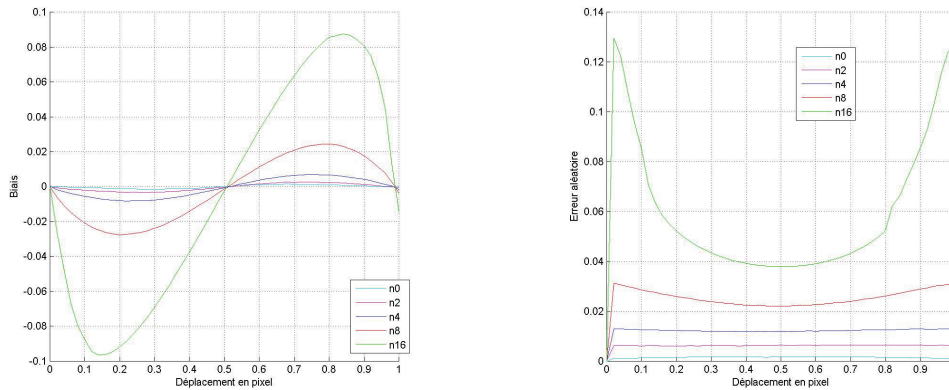 0.1
0.08
0.06
0.04
0.02
0
-0.02
-0.04
-0.06
-0.08
-0.1
Biais
0 0.1 0.2 0.3 0.4 0.5 0.6 0.7 0.8 0.9 1
Déplacement en pixel
n0
n2
n4
n8
n16
0.14
0.12
0.1
0.08
0.06
0.04
0.02
0
Erreur aléatoire
0 0.1 0.2 0.3 0.4 0.5 0.6 0.7 0.8 0.9
Déplacement en pixel
n0
n2
n4
n8
n16